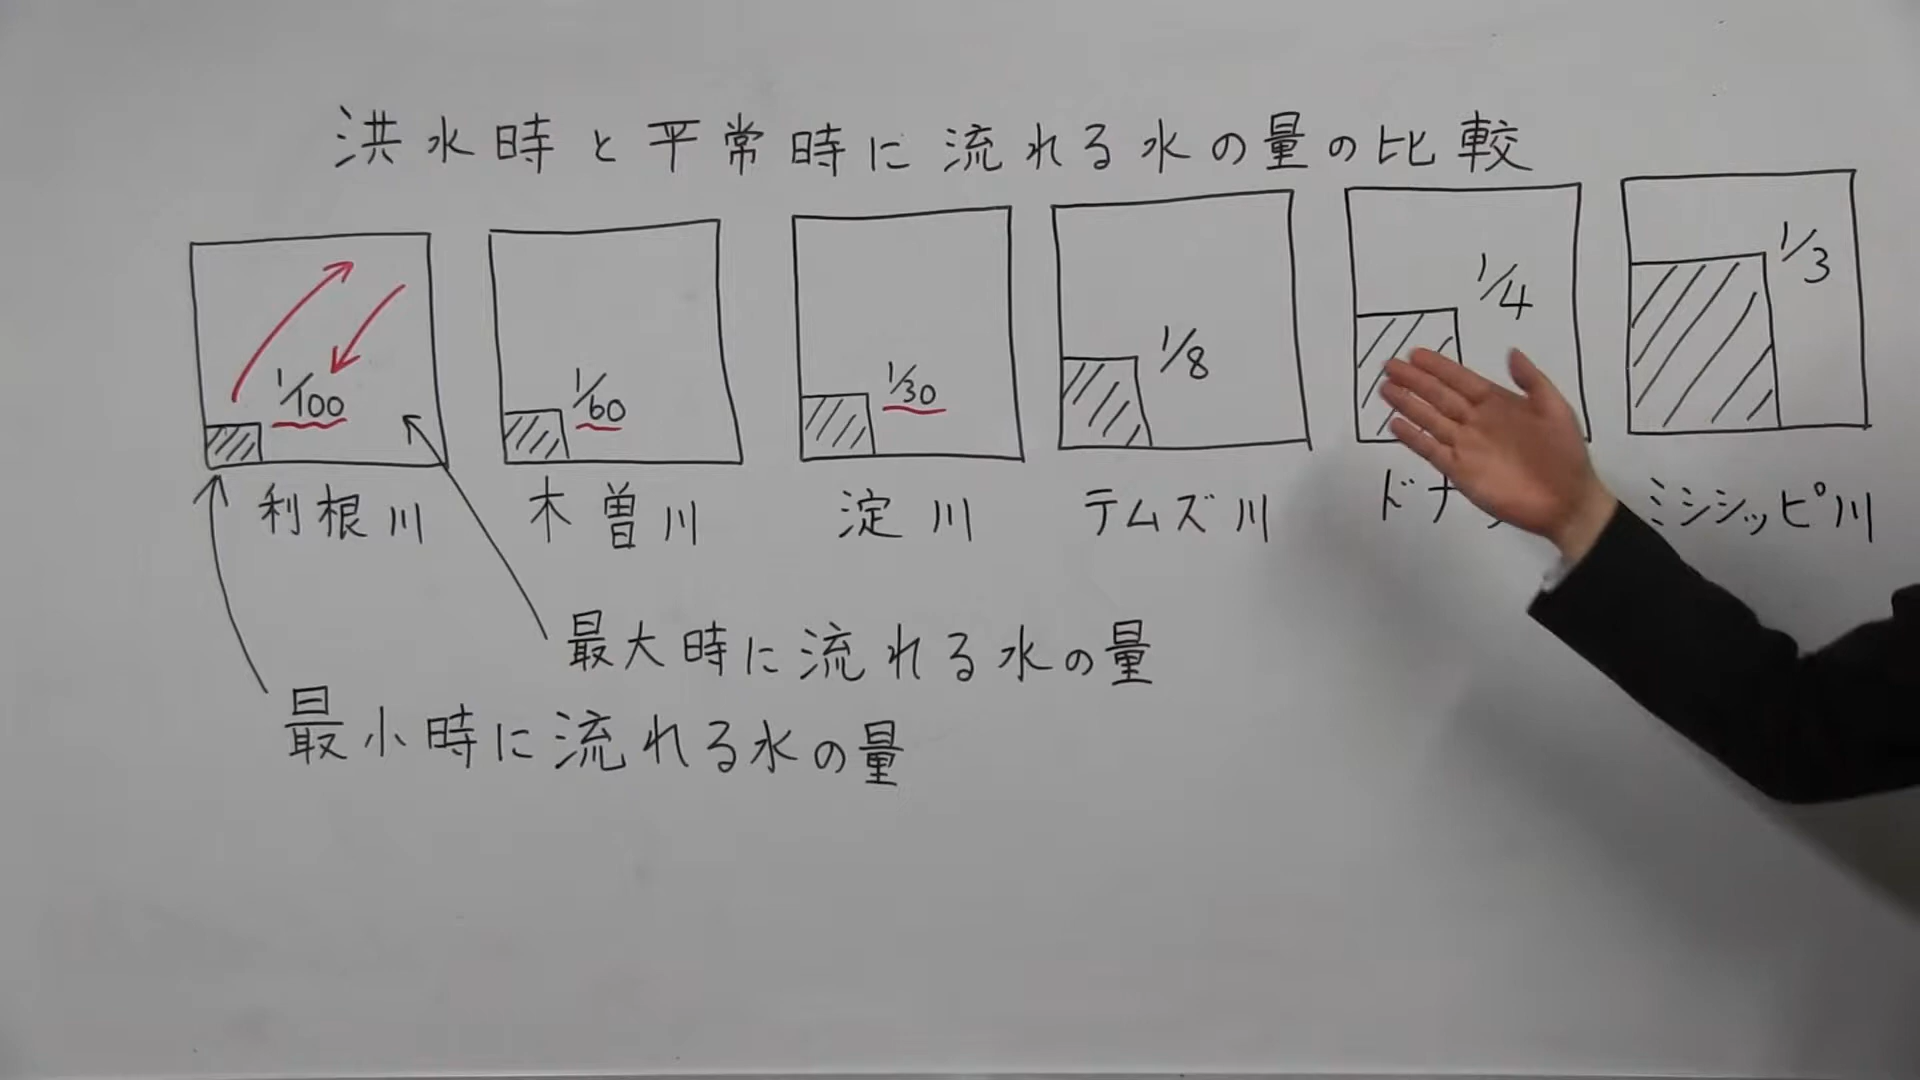 洪水時と平常時に流れる水の量の比較
1/100
1/60
1/30
1/8
1/4
1/3
利根川
木曽川
淀川
テムズ川
ドナ
ミシシッピ川
最大時に流れる水の量
最小時に流れる水の量